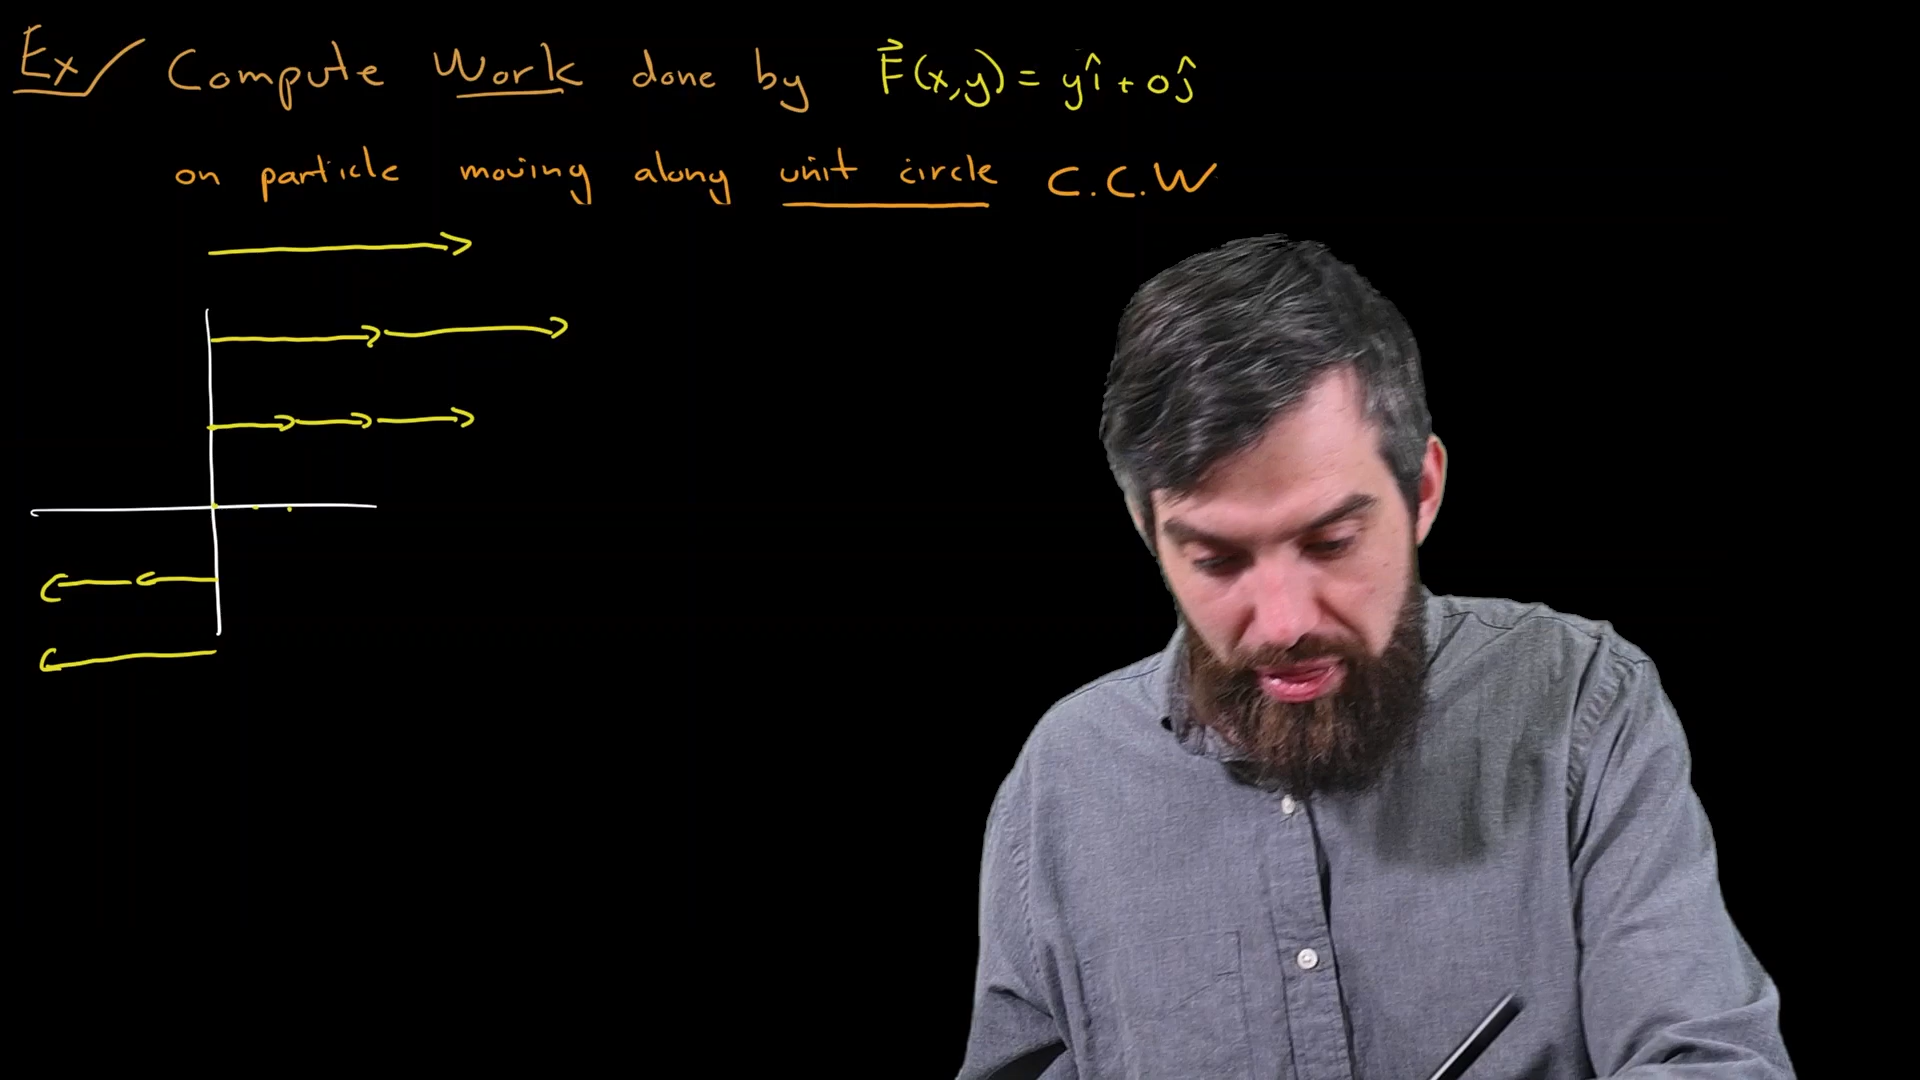 Ex/ Compute Work done by F⃗(x,y) = yî + 0ĵ
on particle moving along unit circle C.C.W